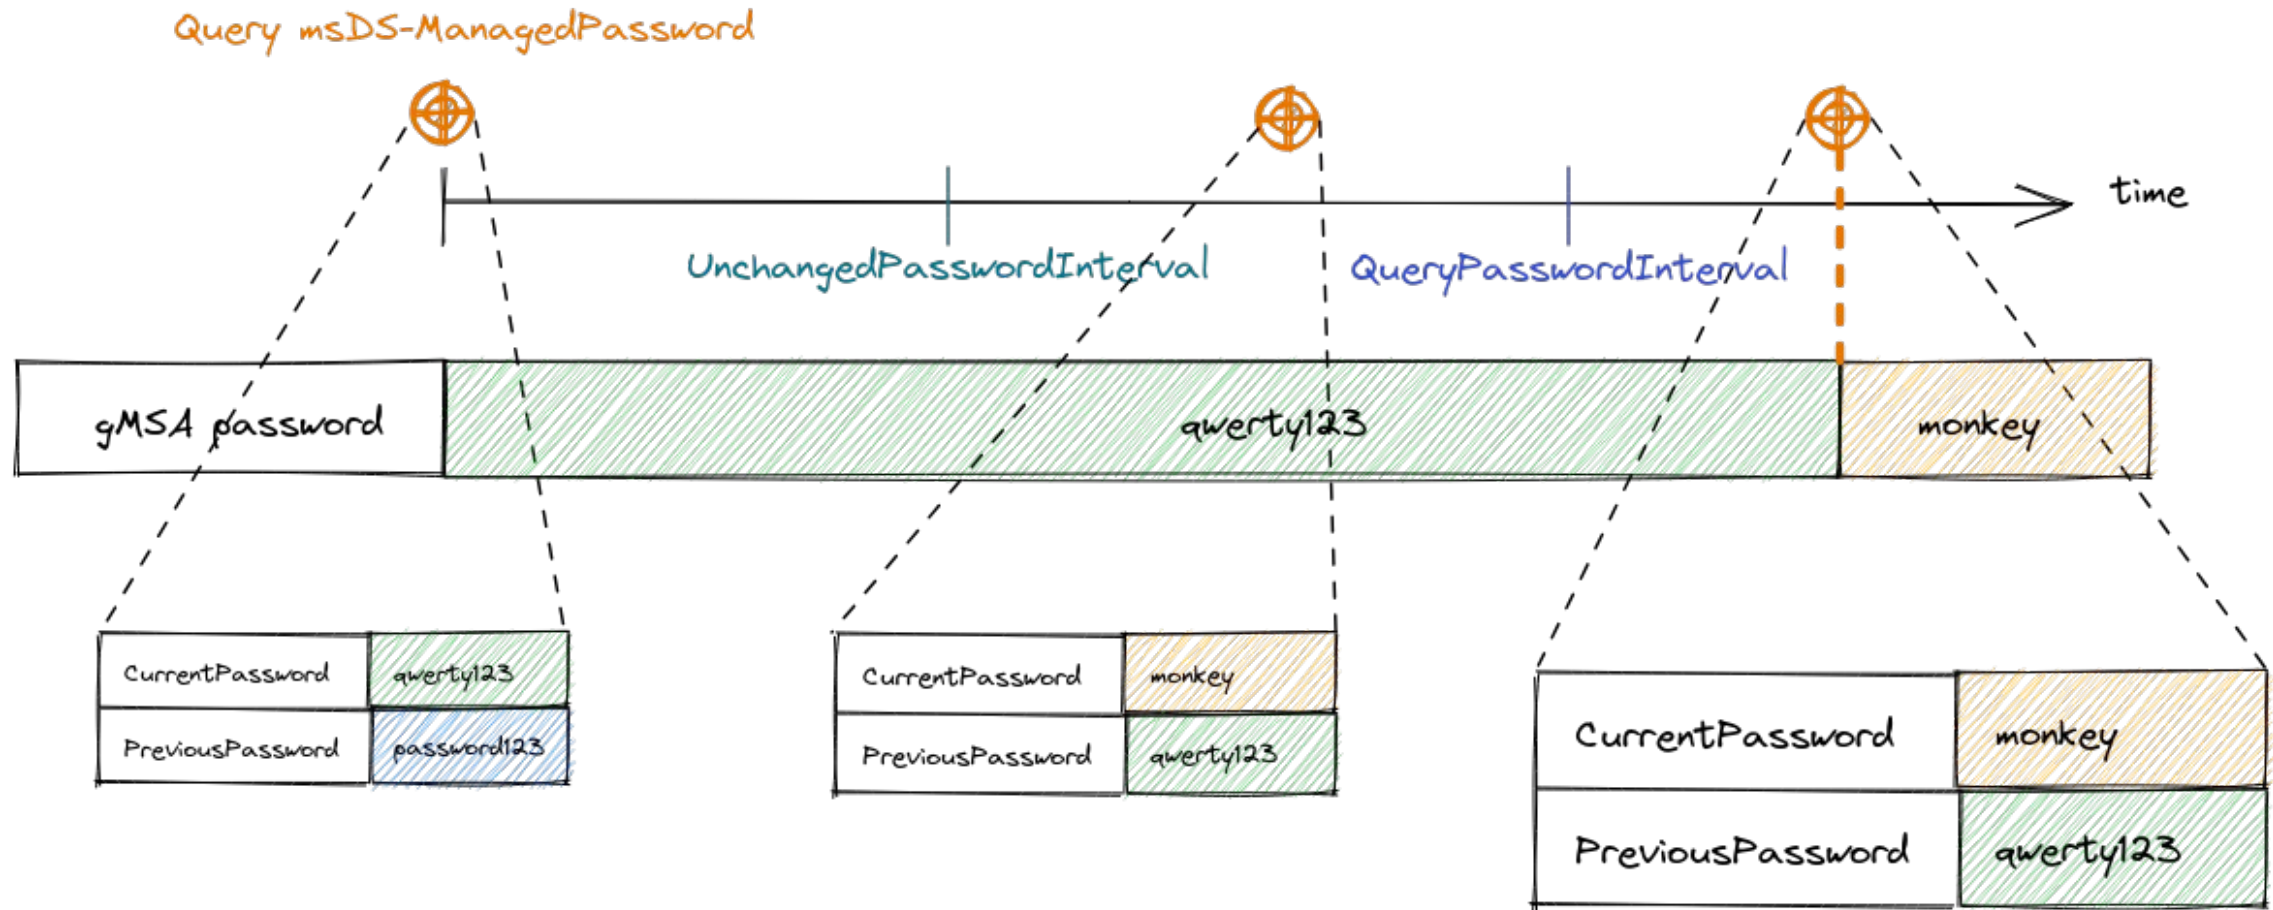 Query msDS-ManagedPassword
time
UnchangedPasswordInterval
QueryPasswordInterval
gMSA password
qwerty123
monkey
CurrentPassword qwerty123
PreviousPassword password123
CurrentPassword monkey
PreviousPassword qwerty123
CurrentPassword monkey
PreviousPassword qwerty123